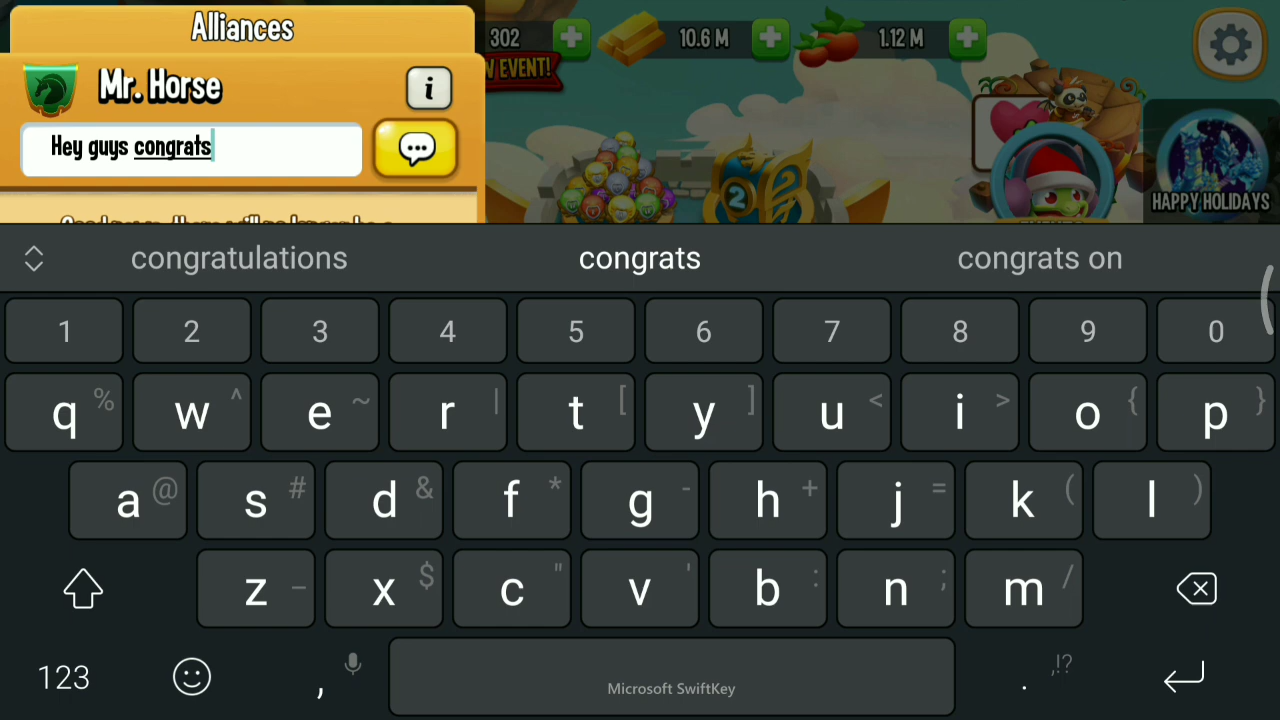 Alliances
302
10.6 M
1.12 M
Mr. Horse
i
EVENT!
Hey guys congrats
2
HAPPY HOLIDAYS
congratulations
congrats
congrats on
1 2 3 4 5 6 7 8 9 0
q % w ^ e ~ r | t [ y ] u < i > o { p }
a @ s # d & f * g - h + j = k ( l )
z _ x $ c " v ' b : n ; m /
123 , Microsoft SwiftKey . ,!?